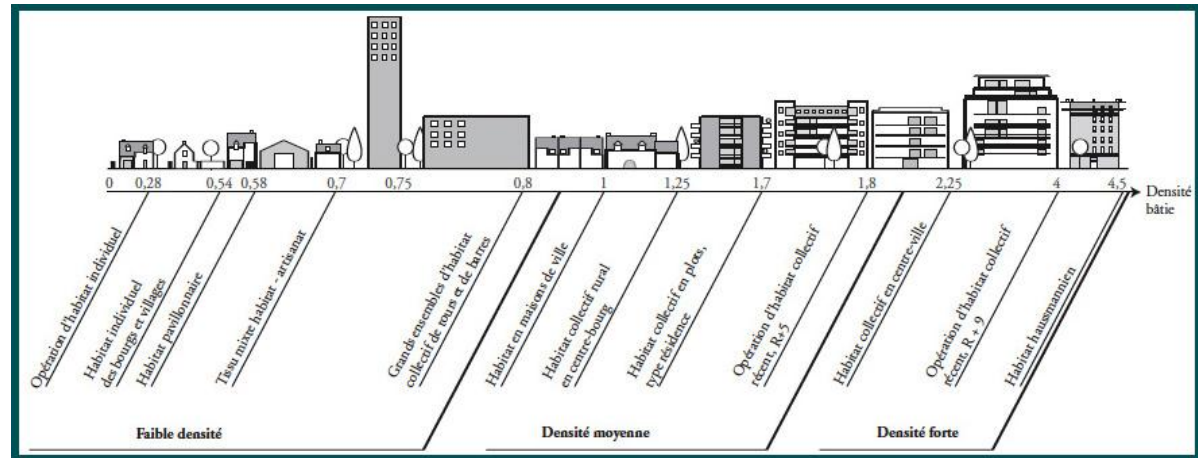 0 0,28 0,54 0,58 0,7 0,75 0,8 1 1,25 1,7 1,8 2,25 4 4,5
Densité
bâtie
Opération d'habitat individuel
Habitat individuel
des bourgs et villages
Habitat pavillonnaire
Tissu mixte habitat - artisanat
Grands ensembles d'habitat
collectif de tours et de barres
Habitat en maisons de ville
Habitat collectif rural
en centre-bourg
Habitat collectif en plots,
type résidence
Opération d'habitat collectif
récent, R+5
Habitat collectif en centre-ville
Opération d'habitat collectif
récent, R + 9
Habitat haussmannien
Faible densité
Densité moyenne
Densité forte